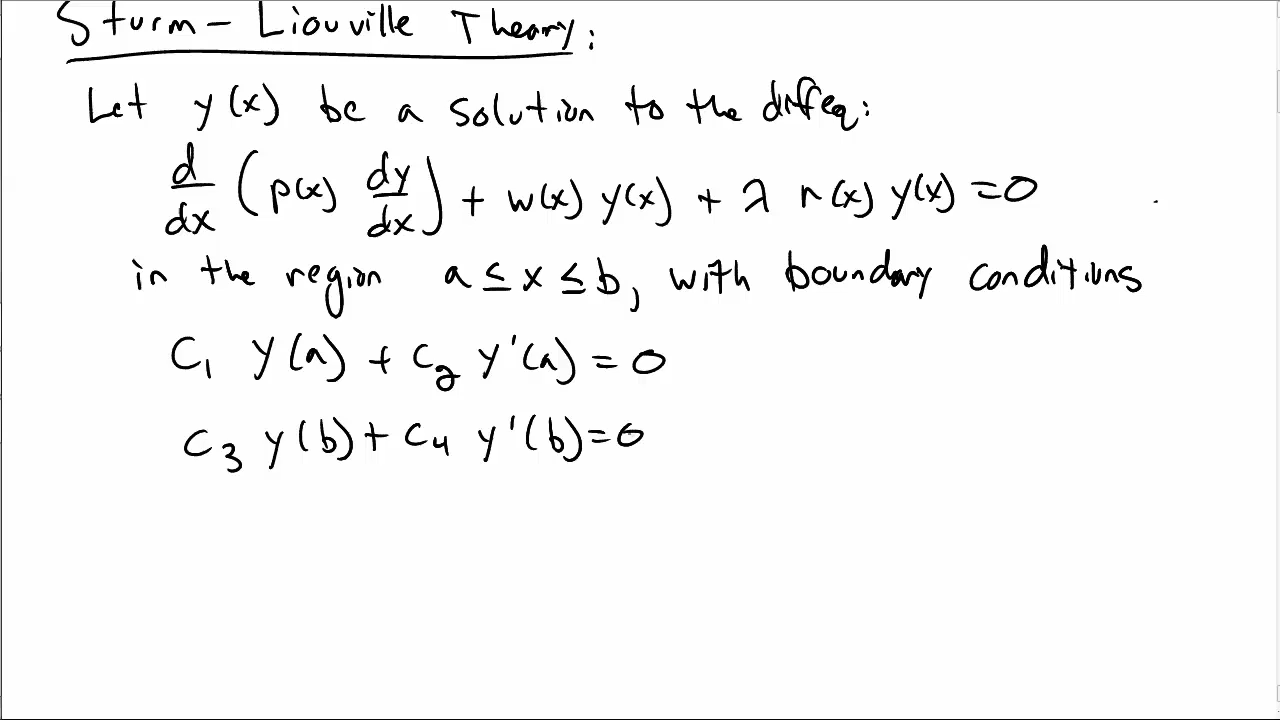 Sturm-Liouville Theory:
Let y(x) be a solution to the diffeq:
d/dx (p(x) dy/dx) + w(x) y(x) + λ r(x) y(x) = 0
in the region a ≤ x ≤ b, with boundary conditions
C₁ y(a) + C₂ y'(a) = 0
C₃ y(b) + C₄ y'(b) = 0